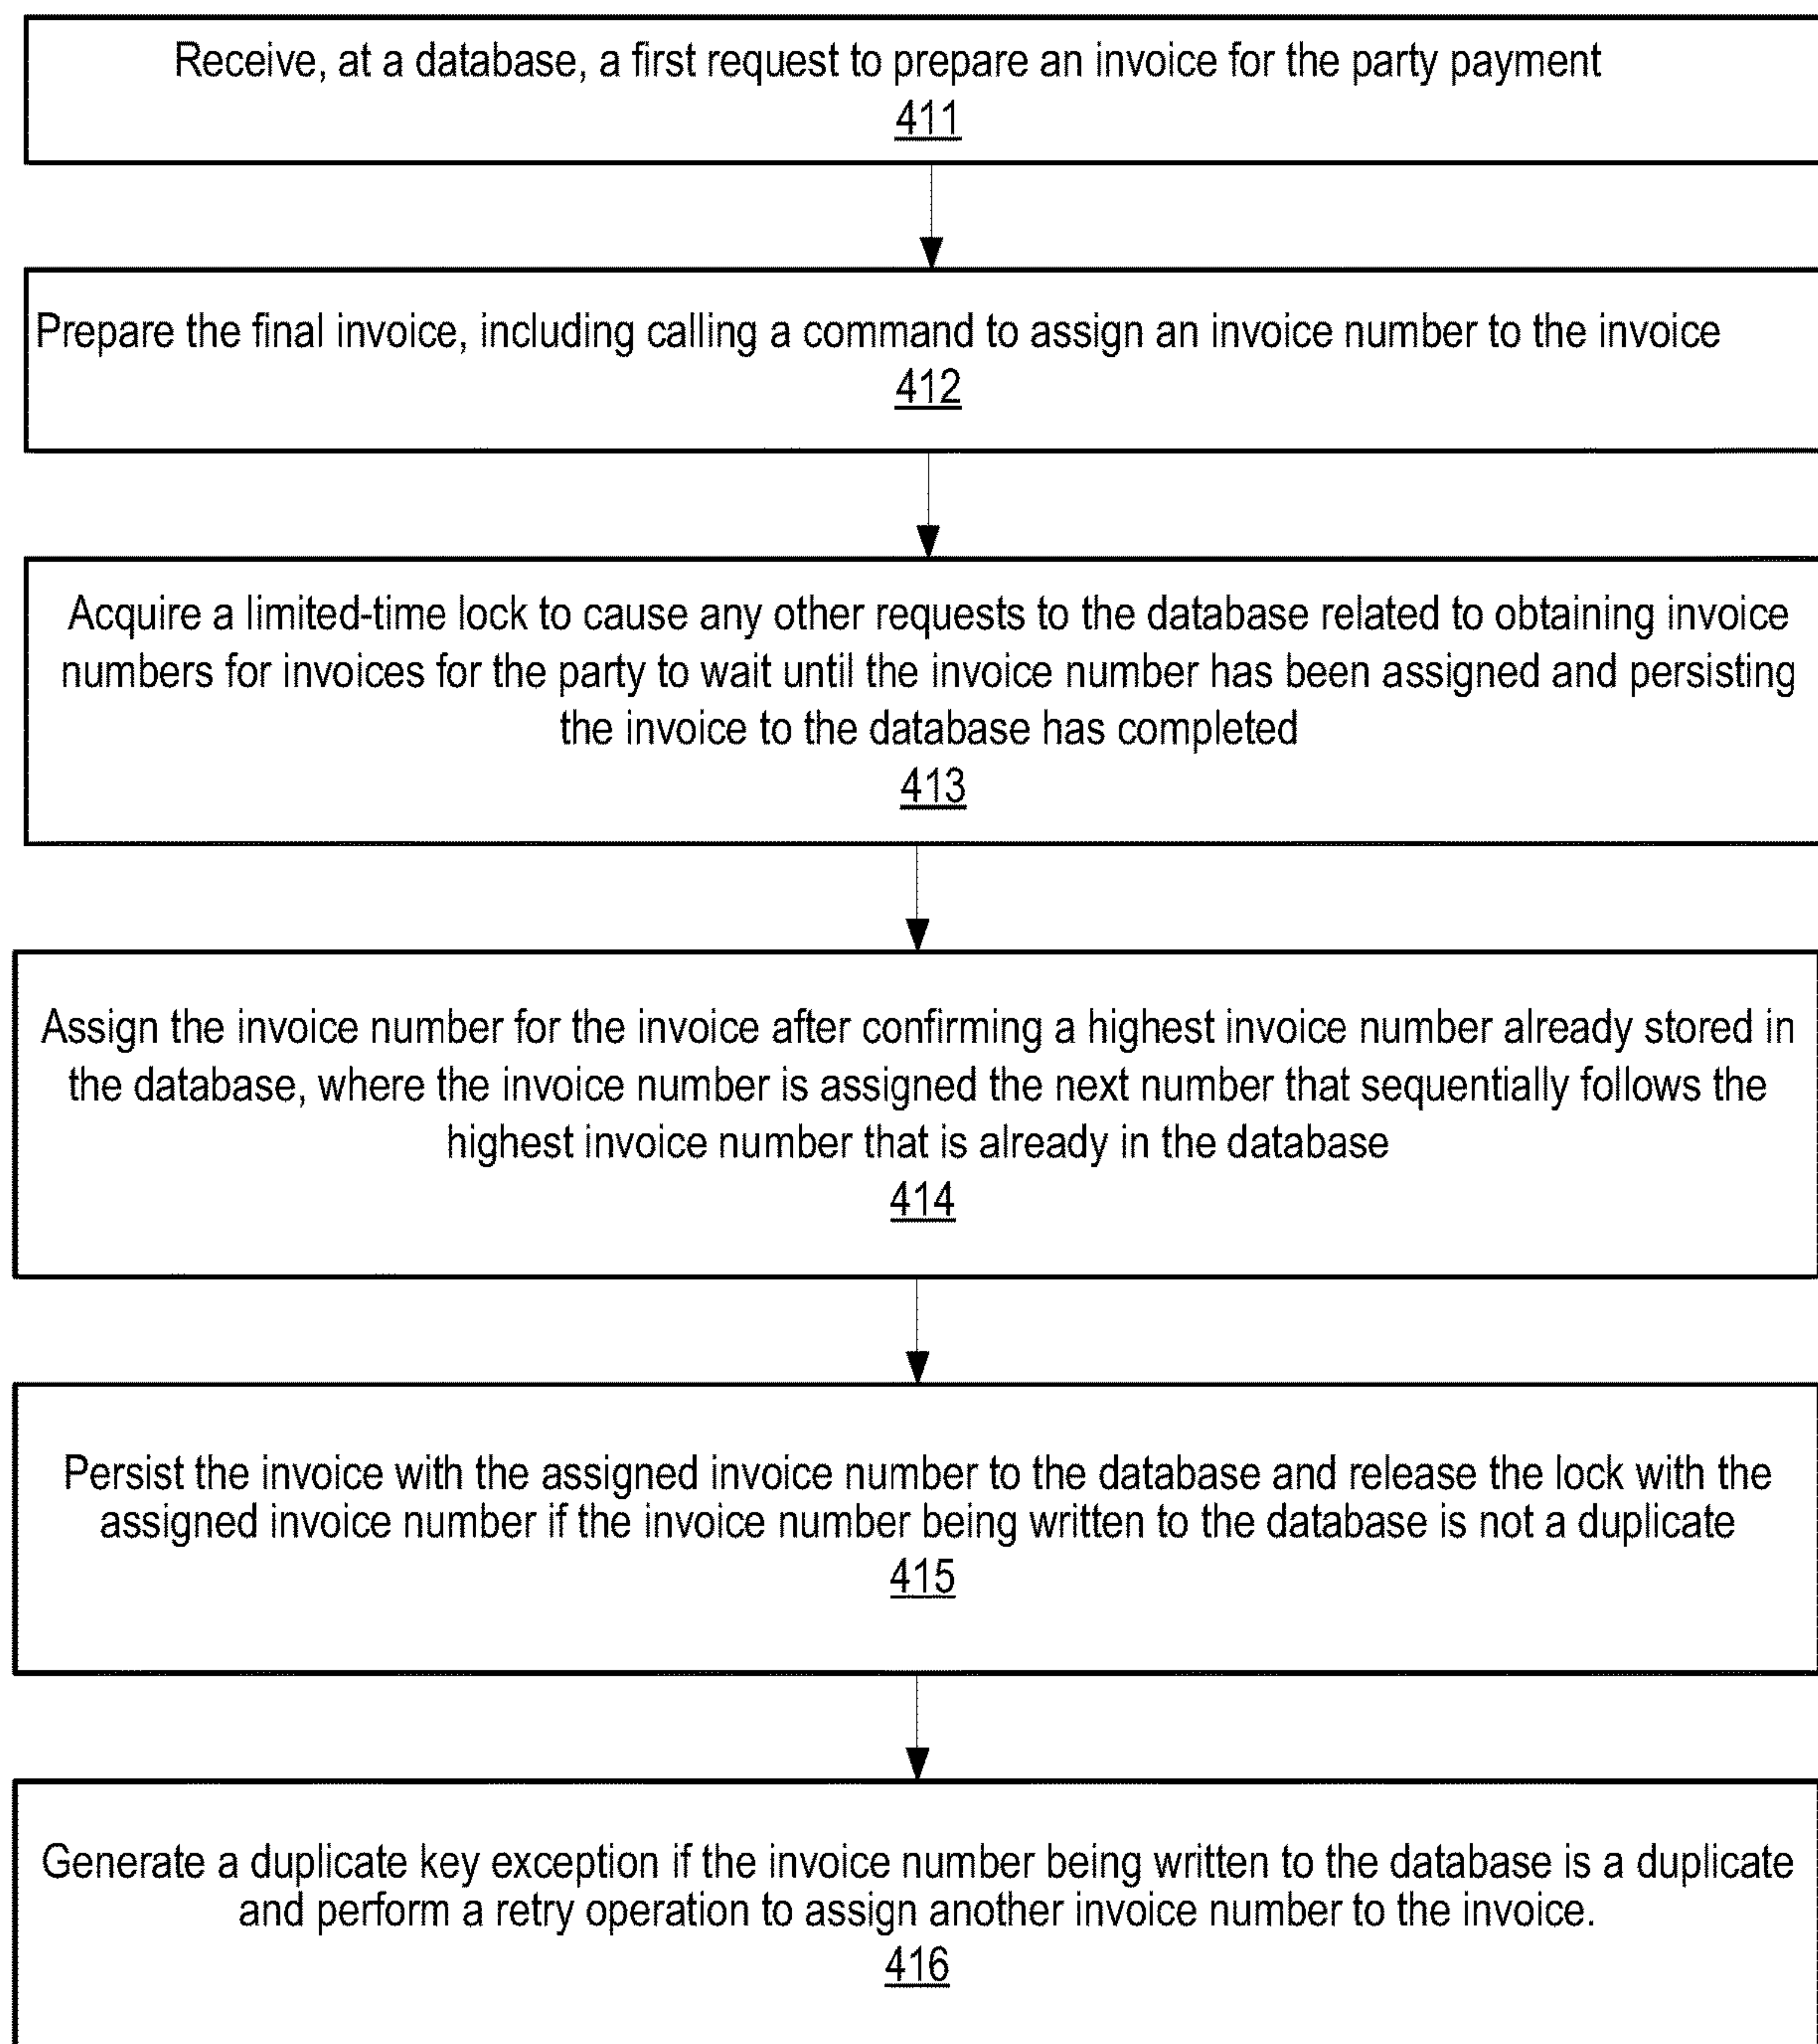 Receive, at a database, a first request to prepare an invoice for the party payment
411
Prepare the final invoice, including calling a command to assign an invoice number to the invoice
412
Acquire a limited-time lock to cause any other requests to the database related to obtaining invoice
numbers for invoices for the party to wait until the invoice number has been assigned and persisting
the invoice to the database has completed
413
Assign the invoice number for the invoice after confirming a highest invoice number already stored in
the database, where the invoice number is assigned the next number that sequentially follows the
highest invoice number that is already in the database
414
Persist the invoice with the assigned invoice number to the database and release the lock with the
assigned invoice number if the invoice number being written to the database is not a duplicate
415
Generate a duplicate key exception if the invoice number being written to the database is a duplicate
and perform a retry operation to assign another invoice number to the invoice.
416